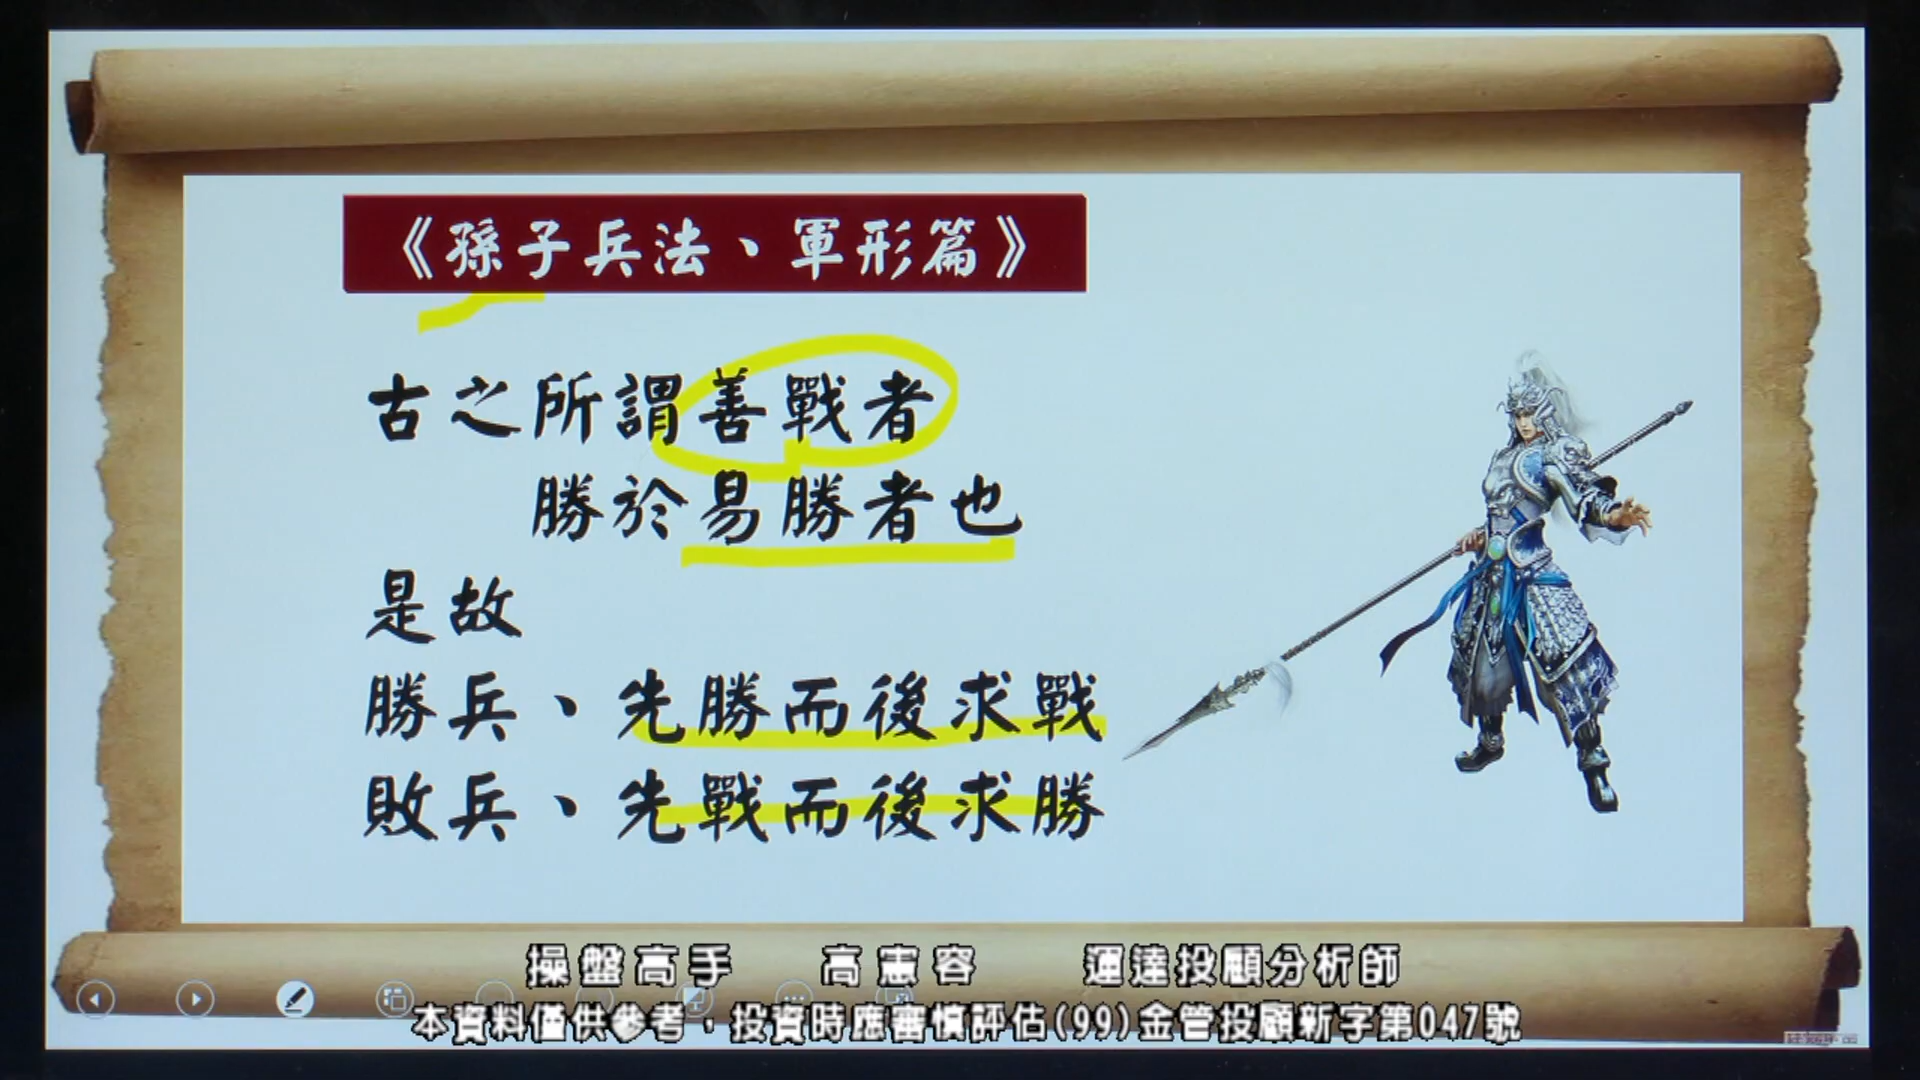 《孫子兵法、軍形篇》
古之所謂善戰者
勝於易勝者也
是故
勝兵、先勝而後求戰
敗兵、先戰而後求勝
操盤高手 高憲容 運達投顧分析師
本資料僅供參考，投資時應審慎評估(99)金管投顧新字第047號